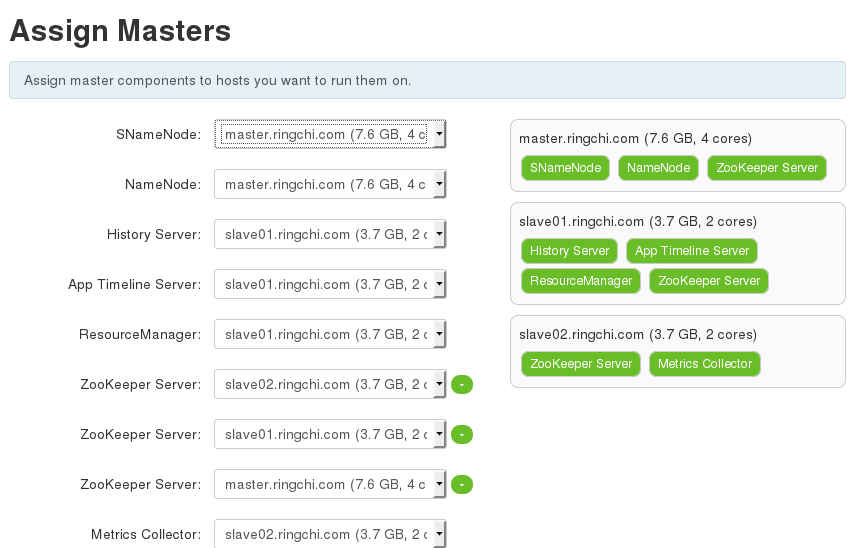 Assign Masters
Assign master components to hosts you want to run them on.
SNameNode: master.ringchi.com (7.6 GB, 4 c
NameNode: master.ringchi.com (7.6 GB, 4 c
History Server: slave01.ringchi.com (3.7 GB, 2 c
App Timeline Server: slave01.ringchi.com (3.7 GB, 2 c
ResourceManager: slave01.ringchi.com (3.7 GB, 2 c
ZooKeeper Server: slave02.ringchi.com (3.7 GB, 2 c -
ZooKeeper Server: slave01.ringchi.com (3.7 GB, 2 c -
ZooKeeper Server: master.ringchi.com (7.6 GB, 4 c -
Metrics Collector: slave02.ringchi.com (3.7 GB, 2 c
master.ringchi.com (7.6 GB, 4 cores)
SNameNode NameNode ZooKeeper Server
slave01.ringchi.com (3.7 GB, 2 cores)
History Server App Timeline Server
ResourceManager ZooKeeper Server
slave02.ringchi.com (3.7 GB, 2 cores)
ZooKeeper Server Metrics Collector